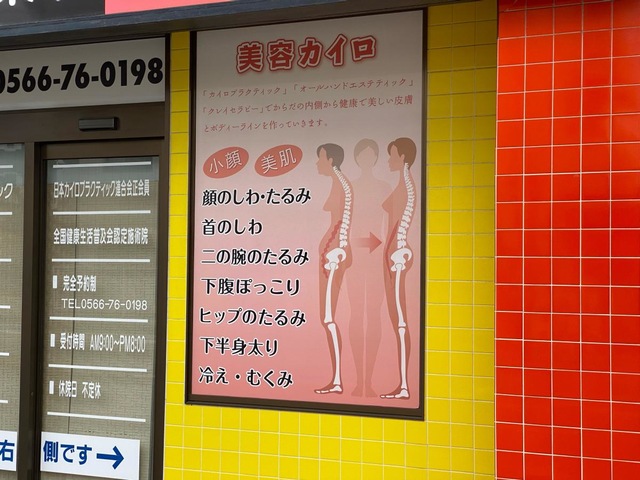 0566-76-0198
日本カイロプラクティック連合会正会員
全国健康生活普及会認定施術院
完全予約制
TEL0566-76-0198
受付時間 AM9:00~PM8:00
休院日 不定休
右側です→
ック
美容カイロ
「カイロプラクティック」「オールハンドエステティック」
「クレイセラピー」でからだの内側から健康で美しい皮膚
とボディーラインを作っていきます。
小顔 美肌
顔のしわ・たるみ
首のしわ
二の腕のたるみ
下腹ぽっこり
ヒップのたるみ
下半身太り
冷え・むくみ